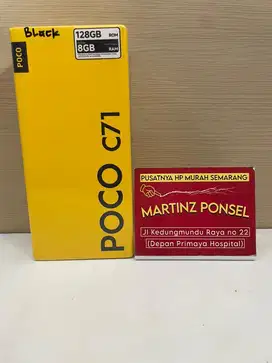 Black
128GB ROM
8GB RAM
POCO
POCO C71
PUSATNYA HP MURAH SEMARANG
MARTINZ PONSEL
Jl Kedungmundu Raya no 22
(Depan Primaya Hospital)